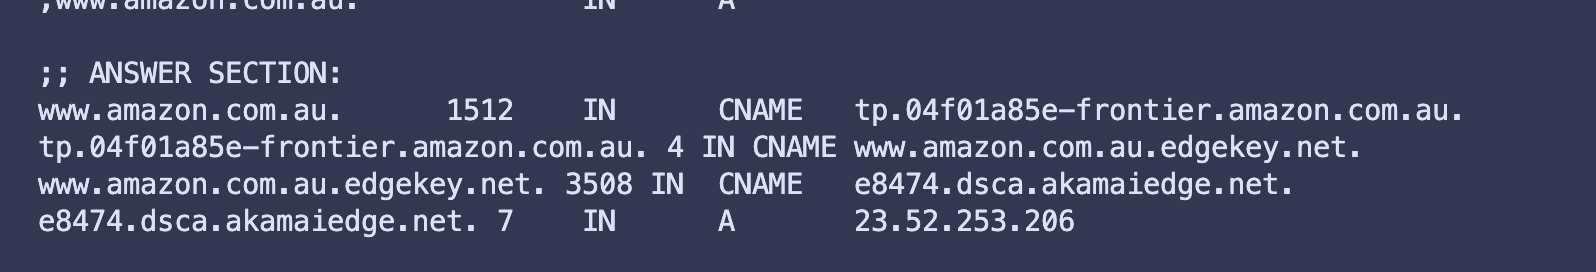 ;www.amazon.com.au. IN A
;; ANSWER SECTION:
www.amazon.com.au. 1512 IN CNAME tp.04f01a85e-frontier.amazon.com.au.
tp.04f01a85e-frontier.amazon.com.au. 4 IN CNAME www.amazon.com.au.edgekey.net.
www.amazon.com.au.edgekey.net. 3508 IN CNAME e8474.dsca.akamaiedge.net.
e8474.dsca.akamaiedge.net. 7 IN A 23.52.253.206